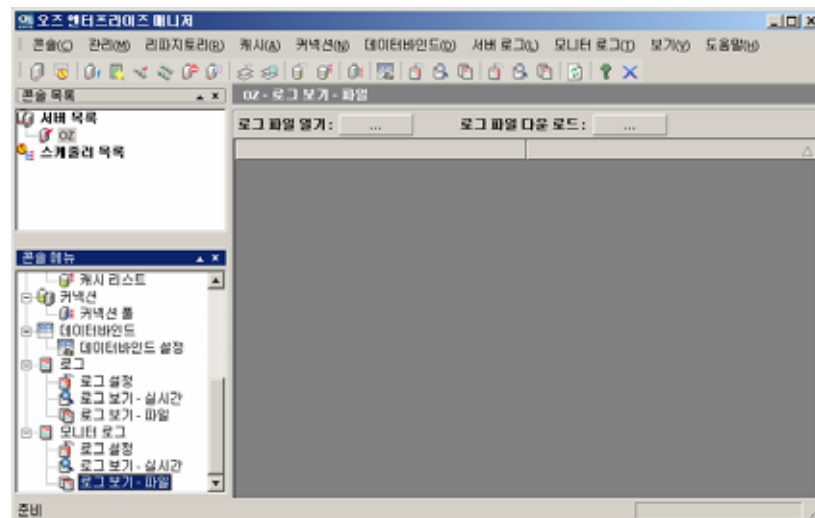 오즈 엔터프라이즈 매니저
콘솔(C) 관리(M) 리파지토리(R) 캐시(A) 커넥션(N) 데이터바인드(D) 서버 로그(L) 모니터 로그(T) 보기(V) 도움말(H)
콘솔 목록
OZ - 로그 보기 - 파일
서버 목록
OZ
스케줄러 목록
로그 파일 열기 : ...
로그 파일 다운 로드 : ...
콘솔 메뉴
캐시 리스트
커넥션
커넥션 풀
데이터바인드
데이터바인드 설정
로그
로그 설정
로그 보기 - 실시간
로그 보기 - 파일
모니터 로그
로그 설정
로그 보기 - 실시간
로그 보기 - 파일
준비